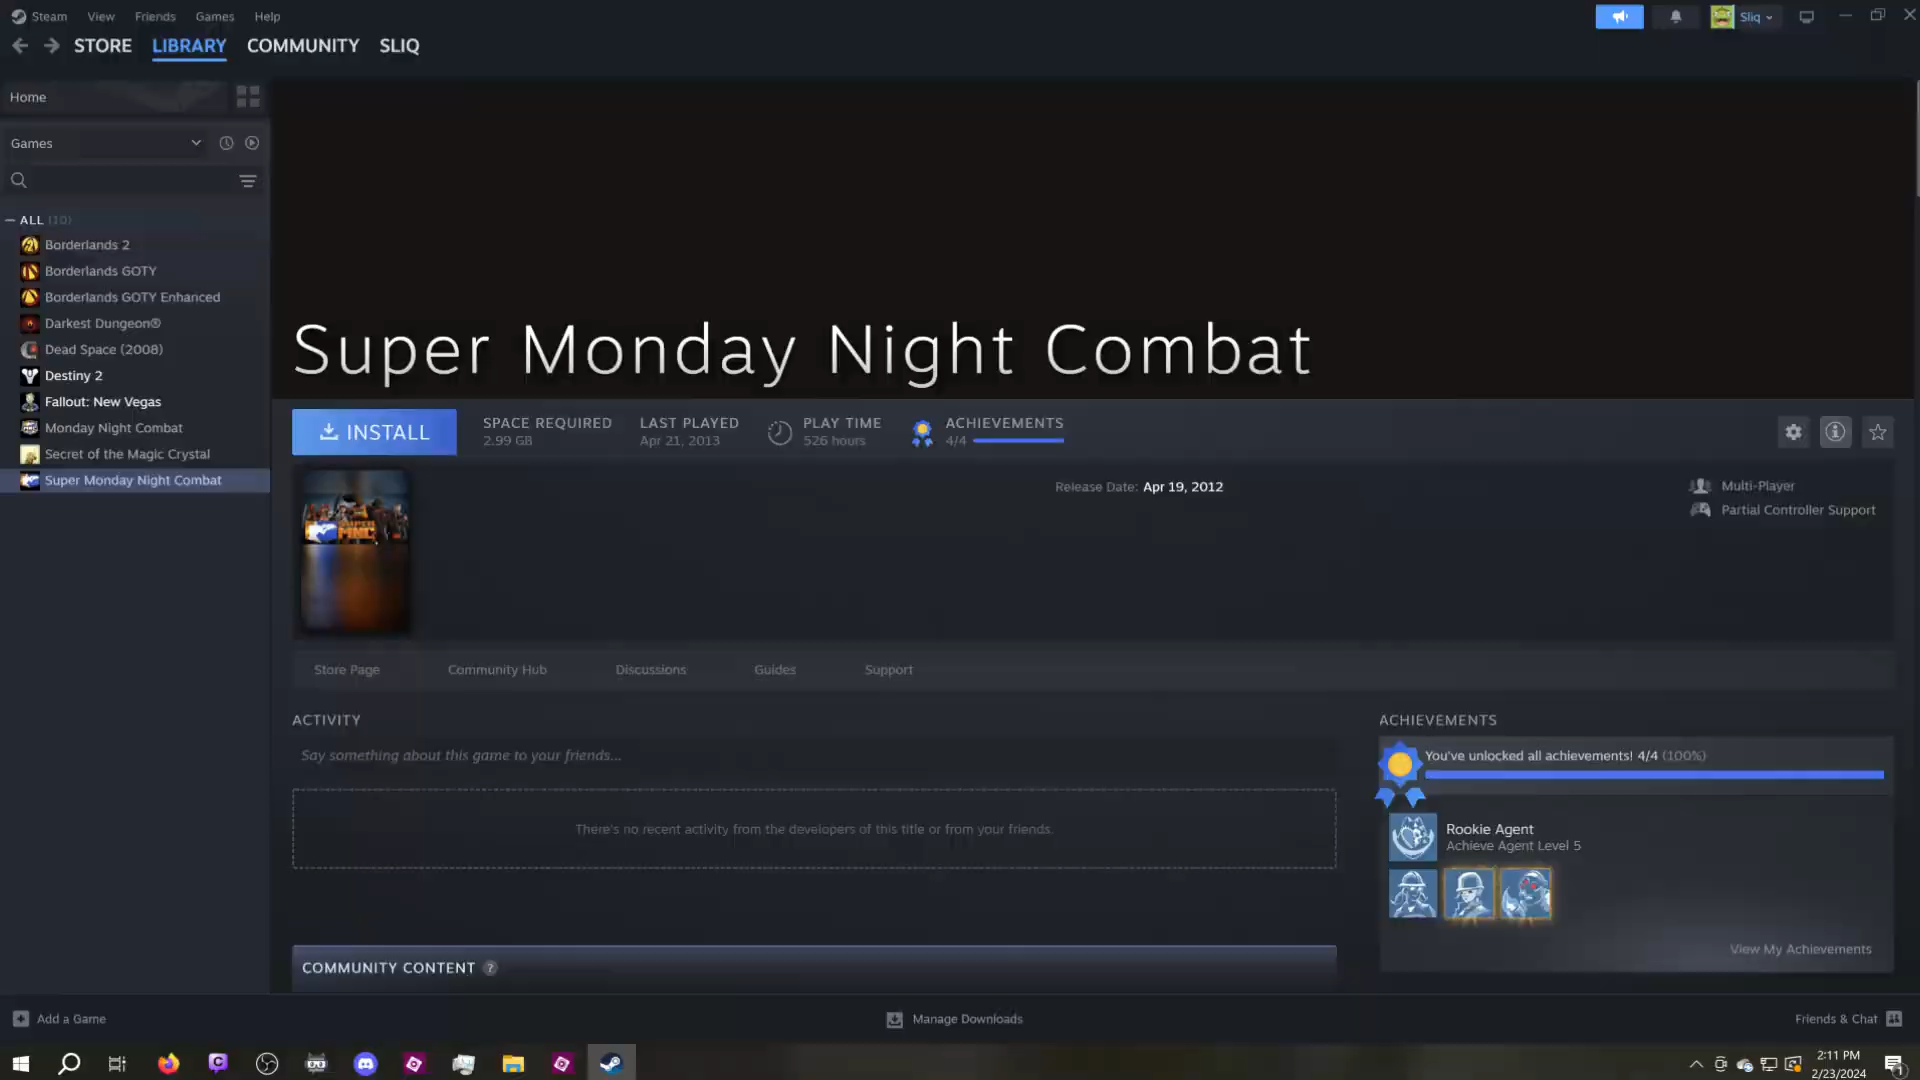 Steam View Friends Games Help
Sliq
STORE LIBRARY COMMUNITY SLIQ
Home
Games
ALL (10)
Borderlands 2
Borderlands GOTY
Borderlands GOTY Enhanced
Darkest Dungeon®
Dead Space (2008)
Destiny 2
Fallout: New Vegas
Monday Night Combat
Secret of the Magic Crystal
Super Monday Night Combat
Super Monday Night Combat
INSTALL
SPACE REQUIRED
2.99 GB
LAST PLAYED
Apr 21, 2013
PLAY TIME
526 hours
ACHIEVEMENTS
4/4
SUPER
MNC
Release Date: Apr 19, 2012
Multi-Player
Partial Controller Support
Store Page Community Hub Discussions Guides Support
ACTIVITY
Say something about this game to your friends...
There's no recent activity from the developers of this title or from your friends.
COMMUNITY CONTENT ?
ACHIEVEMENTS
You've unlocked all achievements! 4/4 (100%)
Rookie Agent
Achieve Agent Level 5
View My Achievements
Add a Game
Manage Downloads
Friends & Chat
2:11 PM
2/23/2024
1